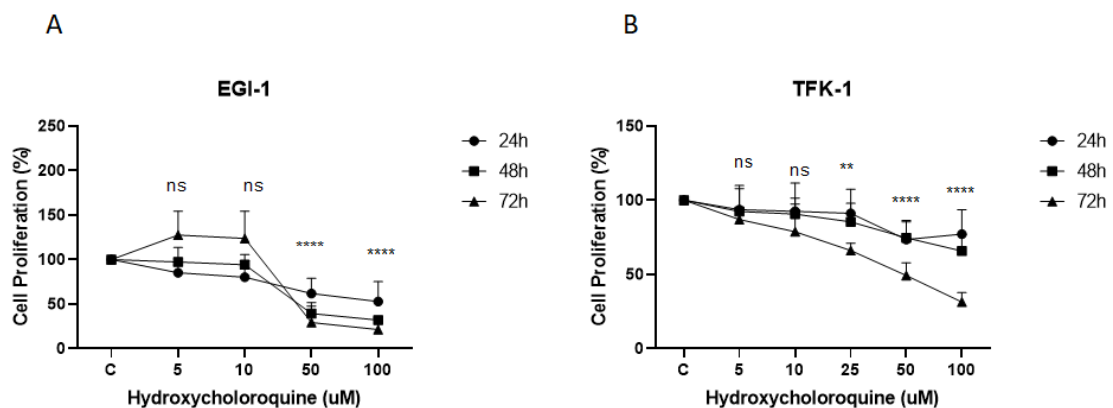 A
EGI-1
Cell Proliferation (%)
250
200
150
100
50
0
ns
ns
****
****
C 5 10 50 100
Hydroxycholoroquine (uM)
24h
48h
72h
B
TFK-1
Cell Proliferation (%)
150
100
50
0
ns
ns
**
****
****
C 5 10 25 50 100
Hydroxycholoroquine (uM)
24h
48h
72h